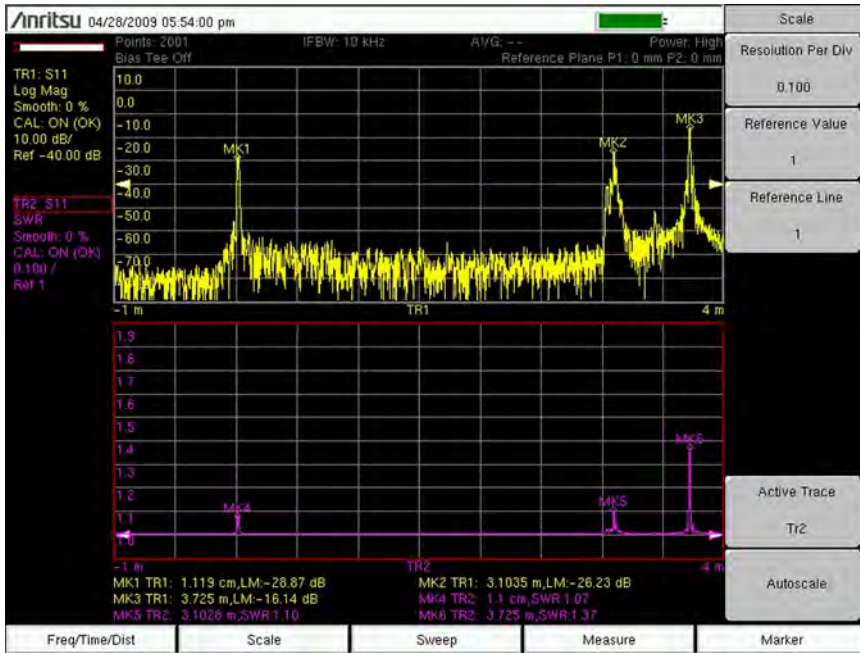 Anritsu 04/28/2009 05:54:00 pm
Scale
Points: 2001 IFBW: 10 kHz AVG: -- Power: High
Bias Tee Off Reference Plane P1: 0 mm P2: 0 mm
TR1: S11
Log Mag
Smooth: 0 %
CAL: ON (OK)
10.00 dB/
Ref -40.00 dB
TR2: S11
SWR
Smooth: 0 %
CAL: ON (OK)
0.100 /
Ref 1
10.0
0.0
-10.0
-20.0
-30.0
-40.0
-50.0
-60.0
-70.0
MK1
MK2
MK3
-1 m TR1 4 m
1.9
1.8
1.7
1.6
1.5
1.4
1.3
1.2
1.1
1.0
MK4
MK5
MK6
-1 m TR2 4 m
MK1 TR1: 1.119 cm,LM:-28.87 dB MK2 TR1: 3.1035 m,LM:-26.23 dB
MK3 TR1: 3.725 m,LM:-16.14 dB MK4 TR2: 1.1 cm,SWR:1.07
MK5 TR2: 3.1028 m,SWR:1.10 MK6 TR2: 3.725 m,SWR:1.37
Resolution Per Div
0.100
Reference Value
1
Reference Line
1
Active Trace
Tr2
Autoscale
Freq/Time/Dist Scale Sweep Measure Marker